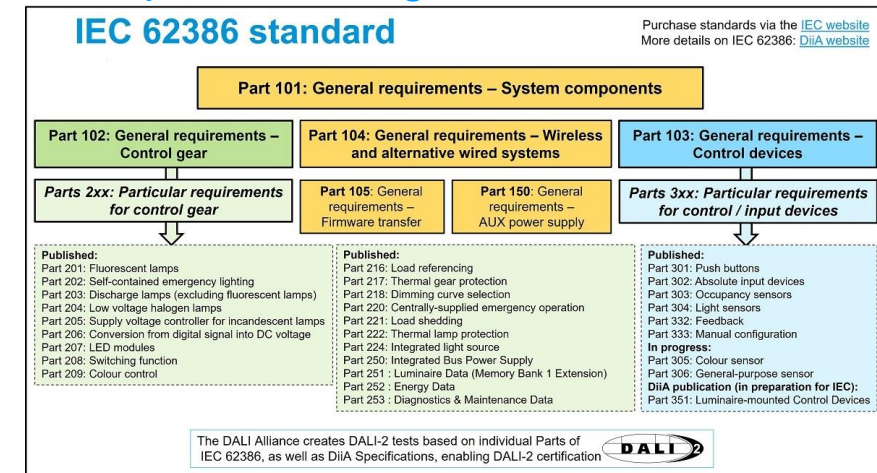 IEC 62386 standard
Purchase standards via the IEC website
More details on IEC 62386: DiiA website
Part 101: General requirements – System components
Part 102: General requirements –
Control gear
Part 104: General requirements – Wireless
and alternative wired systems
Part 103: General requirements –
Control devices
Parts 2xx: Particular requirements
for control gear
Part 105: General
requirements –
Firmware transfer
Part 150: General
requirements –
AUX power supply
Parts 3xx: Particular requirements
for control / input devices
Published:
Part 201: Fluorescent lamps
Part 202: Self-contained emergency lighting
Part 203: Discharge lamps (excluding fluorescent lamps)
Part 204: Low voltage halogen lamps
Part 205: Supply voltage controller for incandescent lamps
Part 206: Conversion from digital signal into DC voltage
Part 207: LED modules
Part 208: Switching function
Part 209: Colour control
Published:
Part 216: Load referencing
Part 217: Thermal gear protection
Part 218: Dimming curve selection
Part 220: Centrally-supplied emergency operation
Part 221: Load shedding
Part 222: Thermal lamp protection
Part 224: Integrated light source
Part 250: Integrated Bus Power Supply
Part 251 : Luminaire Data (Memory Bank 1 Extension)
Part 252 : Energy Data
Part 253 : Diagnostics & Maintenance Data
Published:
Part 301: Push buttons
Part 302: Absolute input devices
Part 303: Occupancy sensors
Part 304: Light sensors
Part 332: Feedback
Part 333: Manual configuration
In progress:
Part 305: Colour sensor
Part 306: General-purpose sensor
DiiA publication (in preparation for IEC):
Part 351: Luminaire-mounted Control Devices
The DALI Alliance creates DALI-2 tests based on individual Parts of
IEC 62386, as well as DiiA Specifications, enabling DALI-2 certification
DALI 2